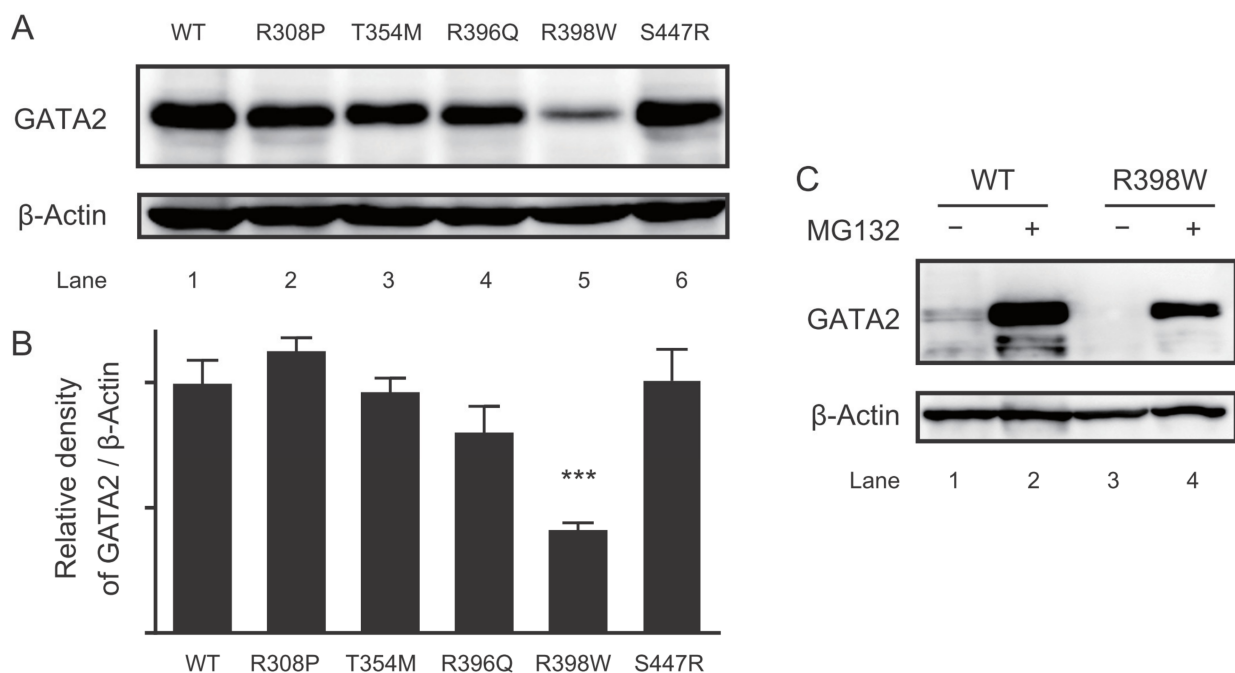 A
WT R308P T354M R396Q R398W S447R
GATA2
β-Actin
Lane 1 2 3 4 5 6
B
Relative density
of GATA2 / β-Actin
***
WT R308P T354M R396Q R398W S447R
C
WT R398W
MG132 − + − +
GATA2
β-Actin
Lane 1 2 3 4